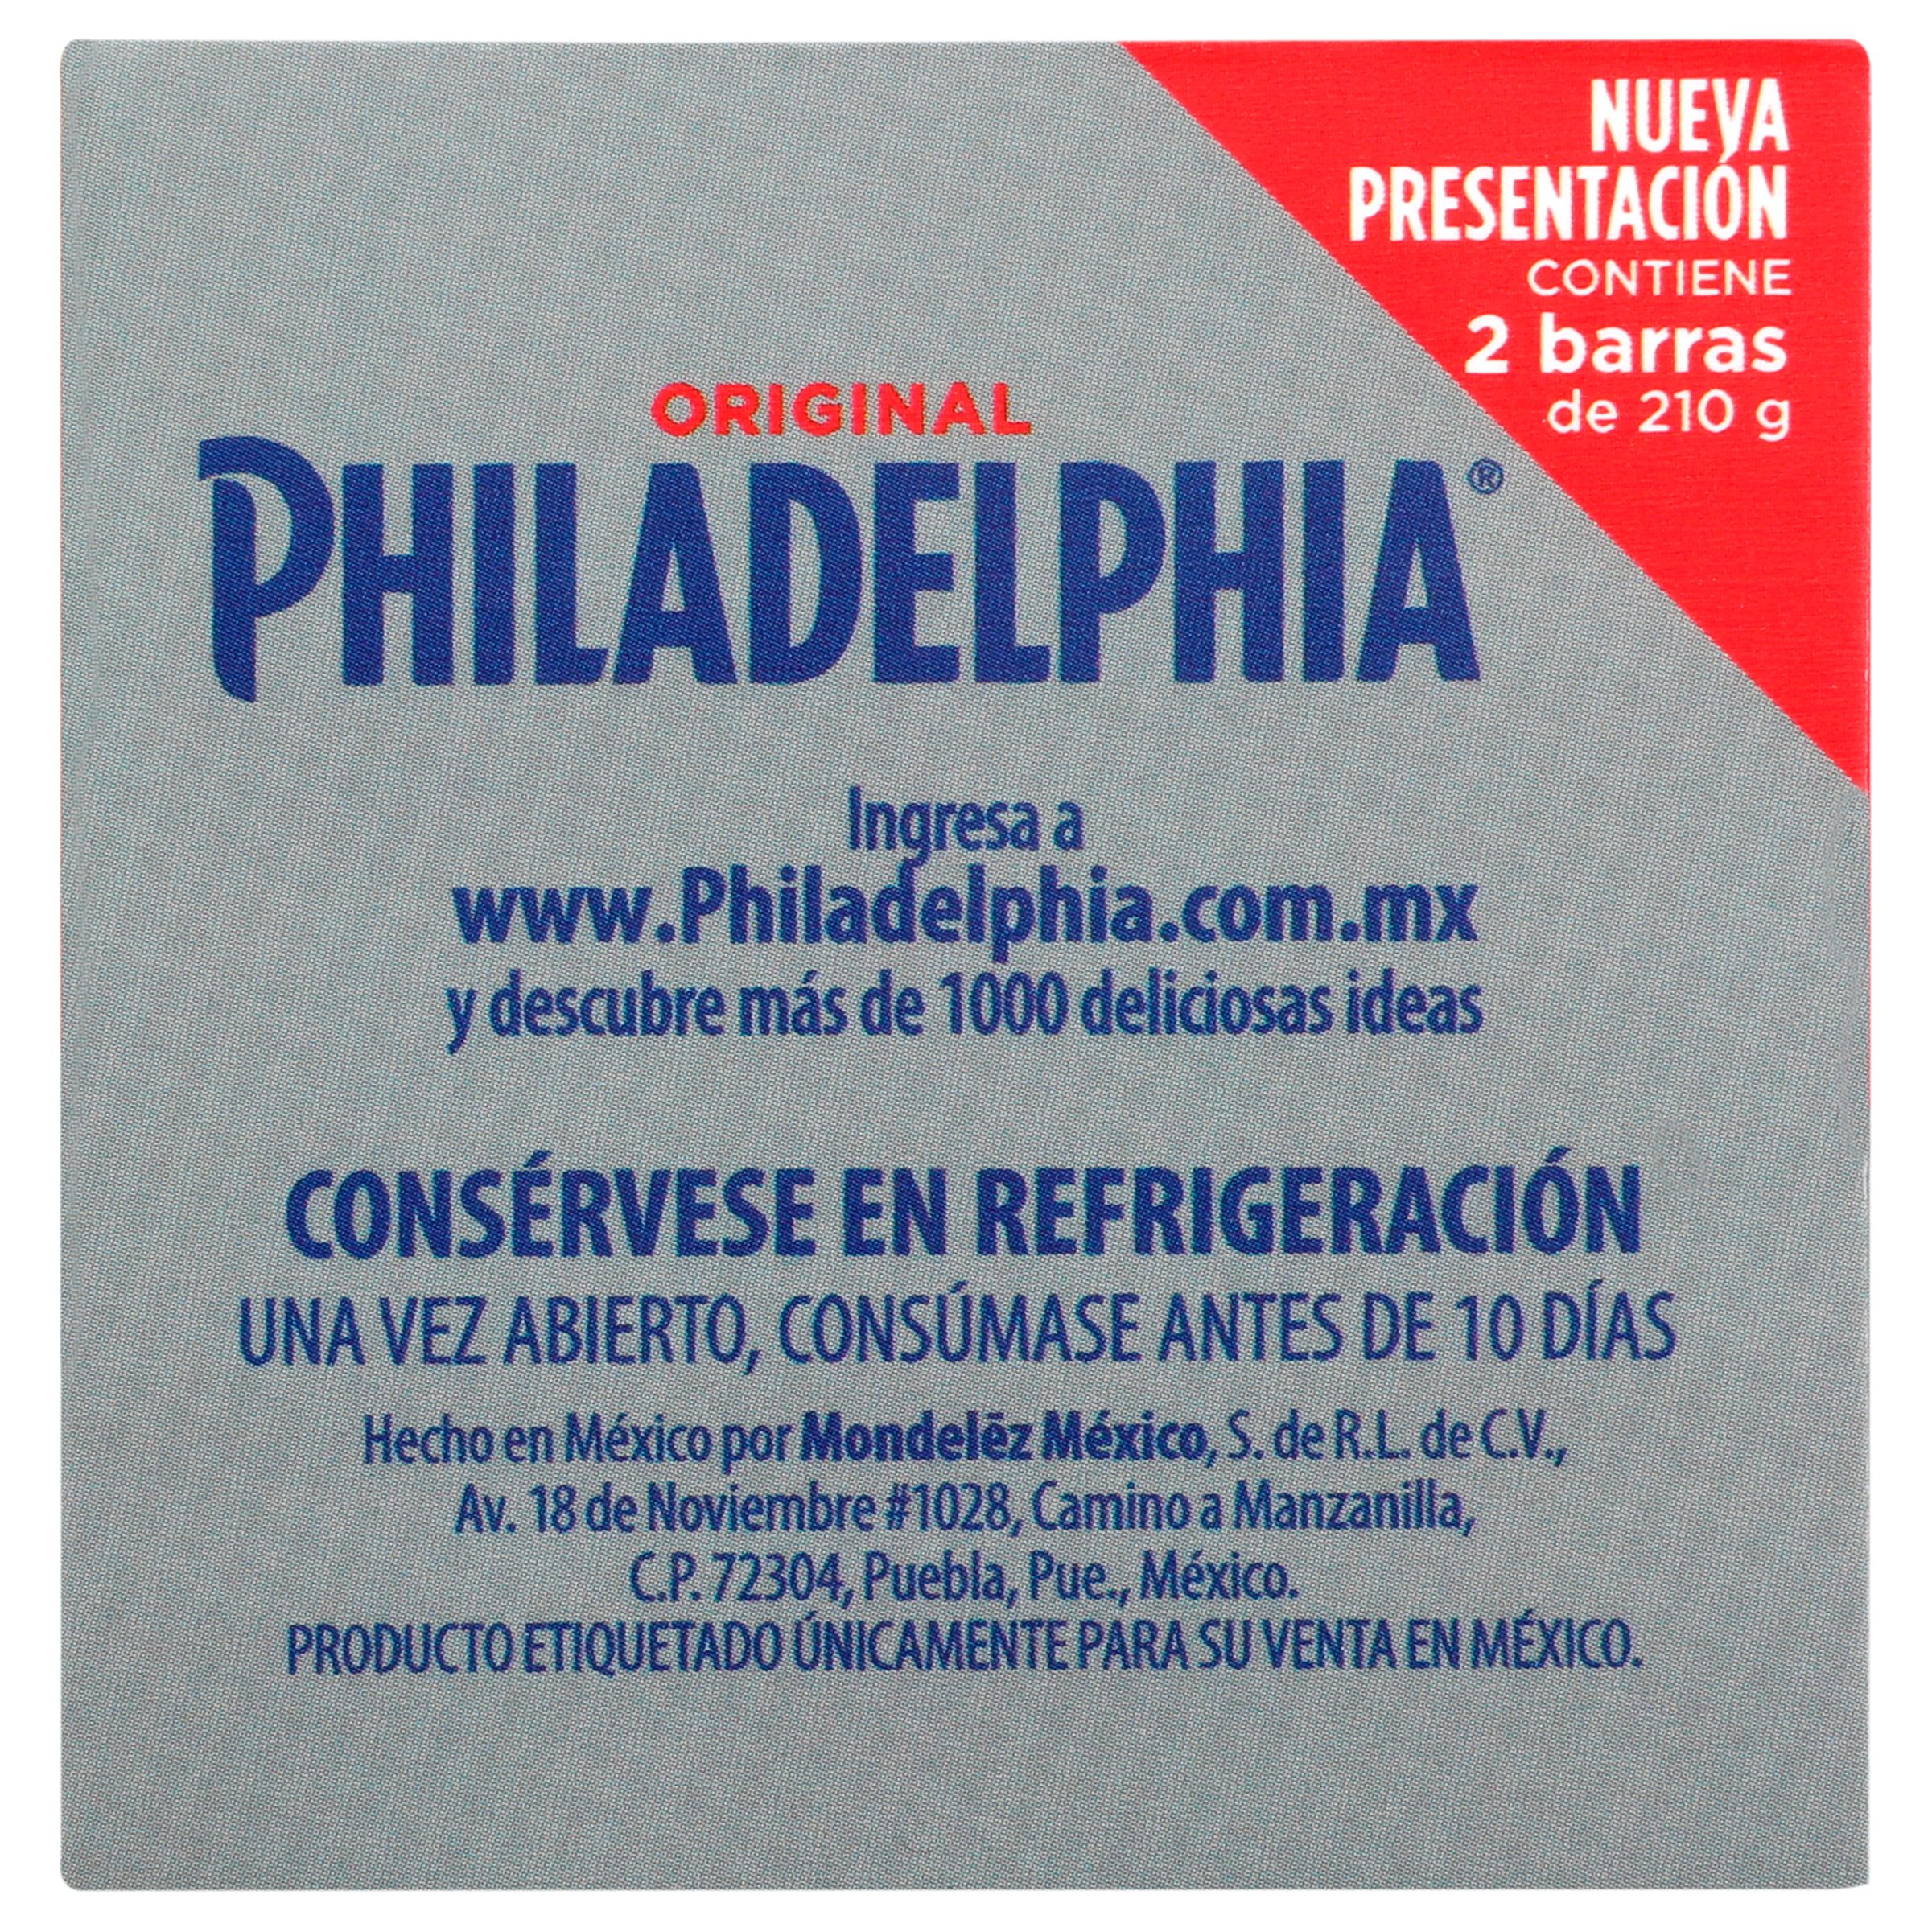 NUEVA
PRESENTACIÓN
CONTIENE
2 barras
de 210 g
ORIGINAL
PHILADELPHIA®
Ingresa a
www.Philadelphia.com.mx
y descubre más de 1000 deliciosas ideas
CONSÉRVESE EN REFRIGERACIÓN
UNA VEZ ABIERTO, CONSÚMASE ANTES DE 10 DÍAS
Hecho en México por Mondelēz México, S. de R.L. de C.V.,
Av. 18 de Noviembre #1028, Camino a Manzanilla,
C.P. 72304, Puebla, Pue., México.
PRODUCTO ETIQUETADO ÚNICAMENTE PARA SU VENTA EN MÉXICO.